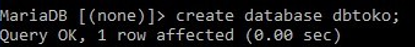 MariaDB [(none)]> create database dbtoko;
Query OK, 1 row affected (0.00 sec)